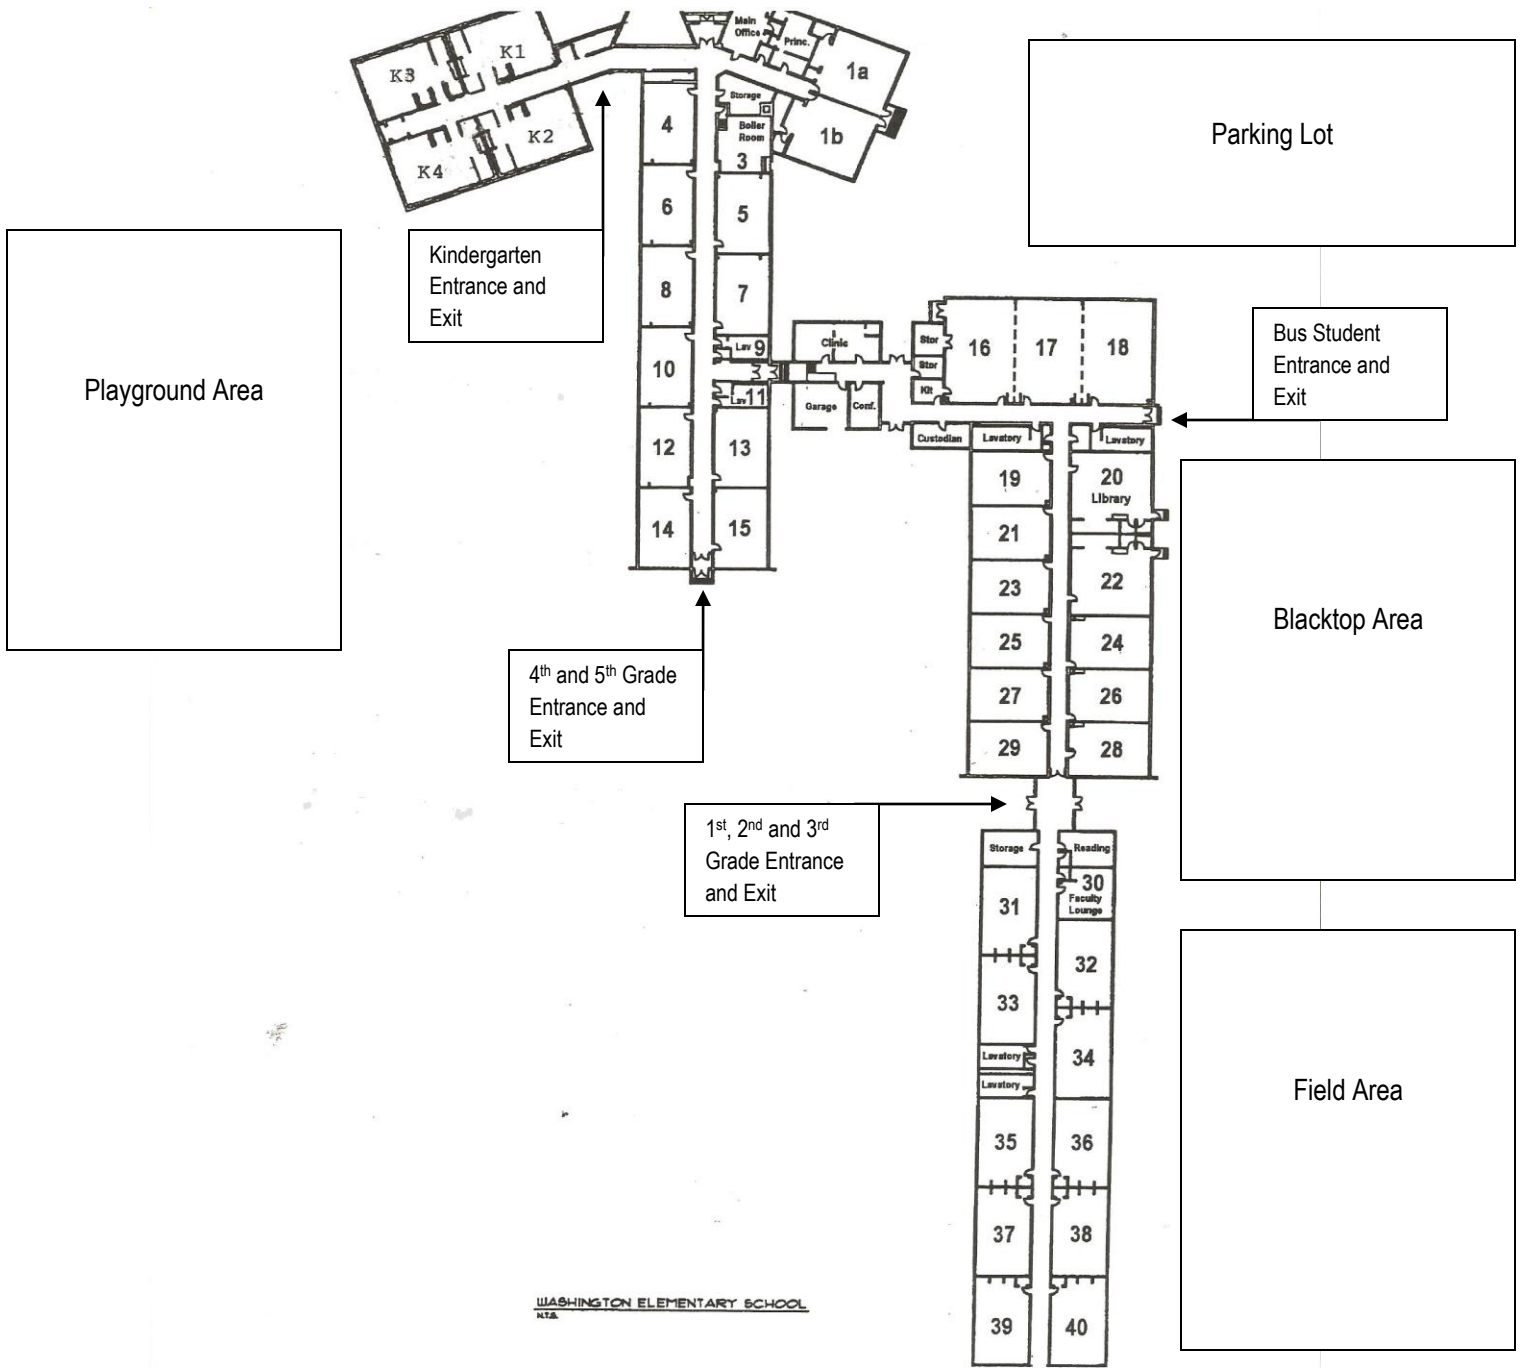 Main
Office
Princ.
K1
K3
1a
Storage
4
Boiler
Room
1b
K2
3
K4
Parking Lot
6
5
Kindergarten
Entrance and
Exit
8
7
Playground Area
Clinic
Lav 9
10
Lav 11
Garage
Conf.
Stor
Stor
Kit
16
17
18
Bus Student
Entrance and
Exit
Custodian
Lavatory
Lavatory
12
13
14
15
19
20
Library
21
22
23
25
24
27
26
29
28
Blacktop Area
4th and 5th Grade
Entrance and
Exit
1st, 2nd and 3rd
Grade Entrance
and Exit
Storage
Reading
30
Faculty
Lounge
31
32
33
34
Lavatory
Lavatory
35
36
37
38
39
40
Field Area
WASHINGTON ELEMENTARY SCHOOL
N.T.S.